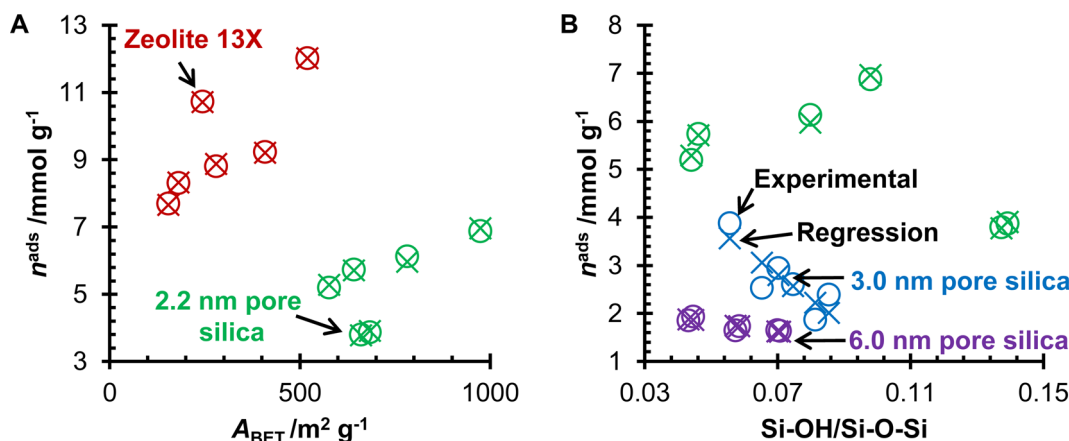 A
13
11
9
7
5
3
n^ads /mmol g^-1
Zeolite 13X
2.2 nm pore
silica
0
500
1000
A_BET /m² g^-1
B
8
7
6
5
4
3
2
1
n^ads /mmol g^-1
Experimental
Regression
3.0 nm pore silica
6.0 nm pore silica
0.03
0.07
0.11
0.15
Si-OH/Si-O-Si